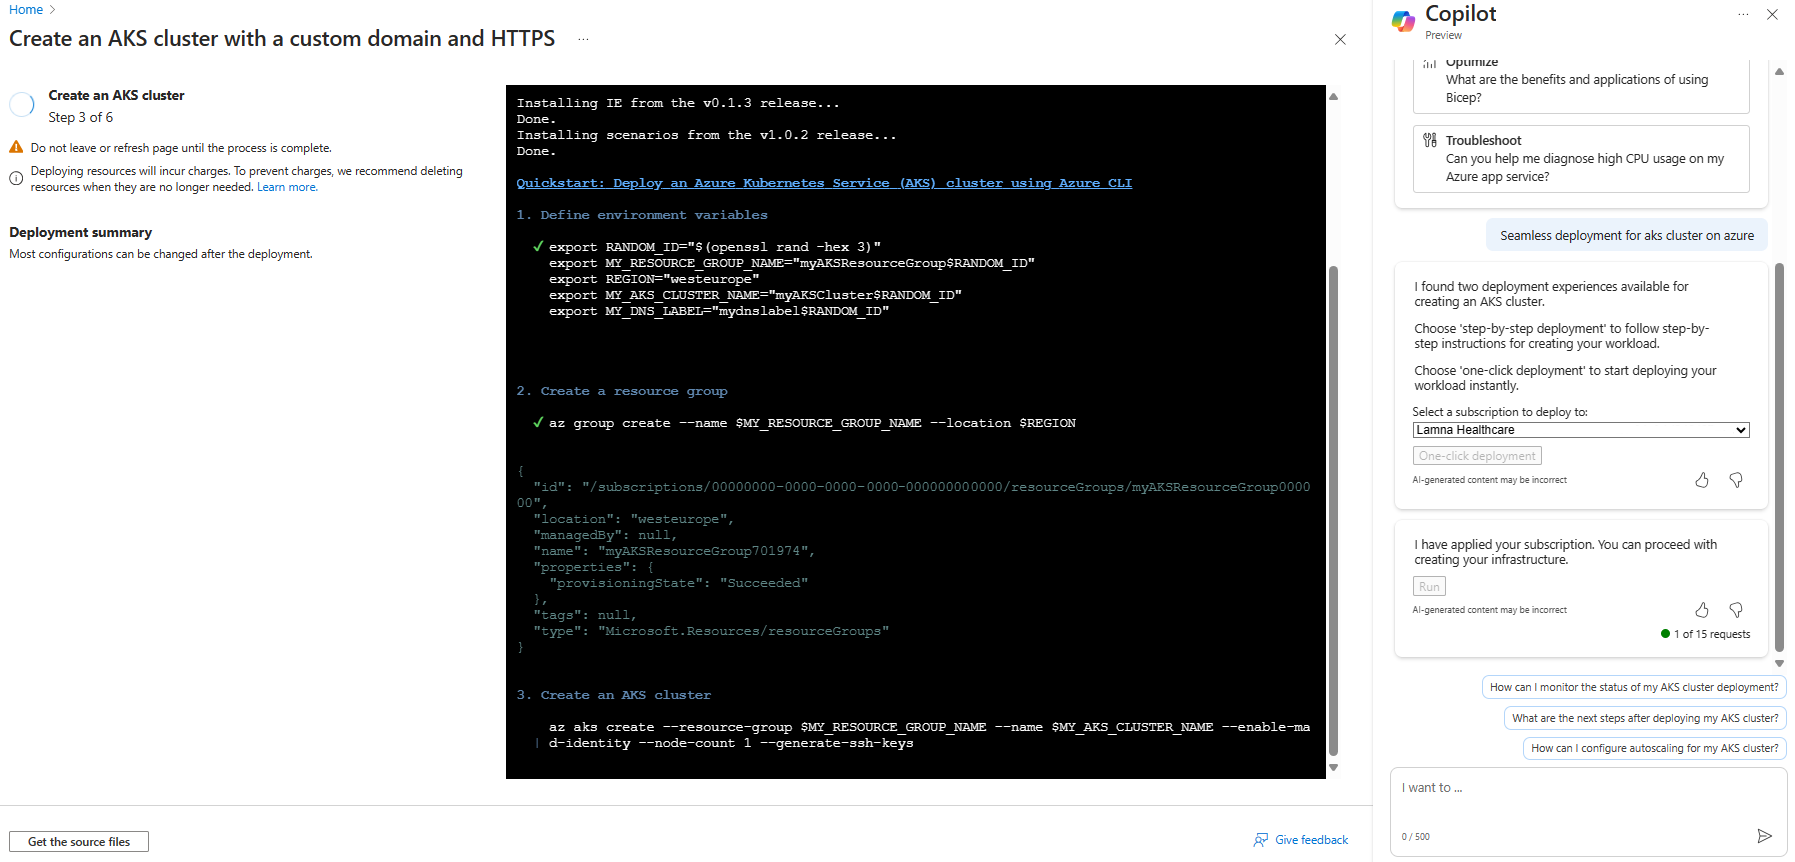 Home
Create an AKS cluster with a custom domain and HTTPS
Create an AKS cluster
Step 3 of 6
Do not leave or refresh page until the process is complete.
Deploying resources will incur charges. To prevent charges, we recommend deleting
resources when they are no longer needed. Learn more.
Deployment summary
Most configurations can be changed after the deployment.
Installing IE from the v0.1.3 release...
Done.
Installing scenarios from the v1.0.2 release...
Done.
Quickstart: Deploy an Azure Kubernetes Service (AKS) cluster using Azure CLI
1. Define environment variables
export RANDOM_ID="$(openssl rand -hex 3)"
export MY_RESOURCE_GROUP_NAME="myAKSResourceGroup$RANDOM_ID"
export REGION="westeurope"
export MY_AKS_CLUSTER_NAME="myAKSCluster$RANDOM_ID"
export MY_DNS_LABEL="mydnslabel$RANDOM_ID"
2. Create a resource group
az group create --name $MY_RESOURCE_GROUP_NAME --location $REGION
{
"id": "/subscriptions/00000000-0000-0000-0000-000000000000/resourceGroups/myAKSResourceGroup0000
00",
"location": "westeurope",
"managedBy": null,
"name": "myAKSResourceGroup701974",
"properties": {
"provisioningState": "Succeeded"
},
"tags": null,
"type": "Microsoft.Resources/resourceGroups"
}
3. Create an AKS cluster
az aks create --resource-group $MY_RESOURCE_GROUP_NAME --name $MY_AKS_CLUSTER_NAME --enable-ma
| d-identity --node-count 1 --generate-ssh-keys
Get the source files
Give feedback
Copilot
Preview
Optimize
What are the benefits and applications of using
Bicep?
Troubleshoot
Can you help me diagnose high CPU usage on my
Azure app service?
Seamless deployment for aks cluster on azure
I found two deployment experiences available for
creating an AKS cluster.
Choose 'step-by-step deployment' to follow step-by-
step instructions for creating your workload.
Choose 'one-click deployment' to start deploying your
workload instantly.
Select a subscription to deploy to:
Lamna Healthcare
One-click deployment
AI-generated content may be incorrect
I have applied your subscription. You can proceed with
creating your infrastructure.
Run
AI-generated content may be incorrect
1 of 15 requests
How can I monitor the status of my AKS cluster deployment?
What are the next steps after deploying my AKS cluster?
How can I configure autoscaling for my AKS cluster?
I want to ...
0 / 500